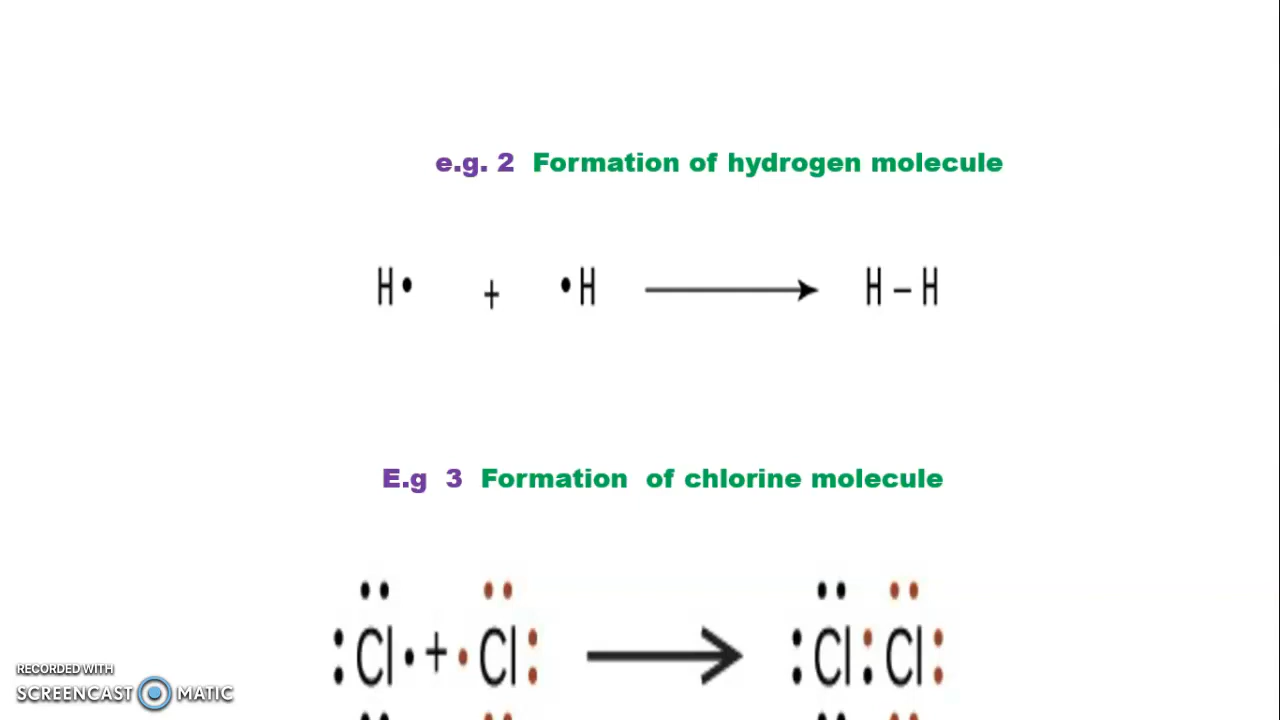 e.g. 2 Formation of hydrogen molecule
H• + •H → H – H
E.g 3 Formation of chlorine molecule
:Cl• + •Cl: → :Cl:Cl:
RECORDED WITH
SCREENCAST MATIC